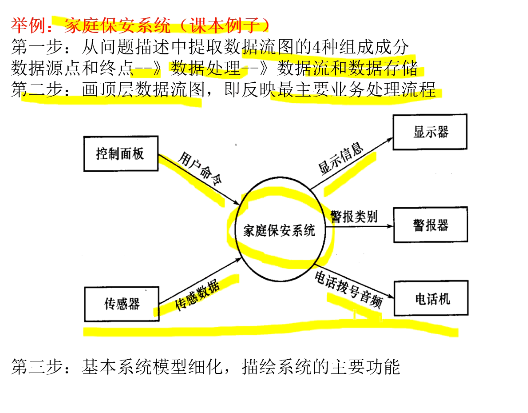 举例：家庭保安系统（课本例子）
第一步：从问题描述中提取数据流图的4种组成成分
数据源点和终点--》数据处理--》数据流和数据存储
第二步：画顶层数据流图，即反映最主要业务处理流程
显示器
控制面板
用户命令
显示信息
警报类别
家庭保安系统
警报器
传感器
传感数据
电话拨号音频
电话机
第三步：基本系统模型细化，描绘系统的主要功能